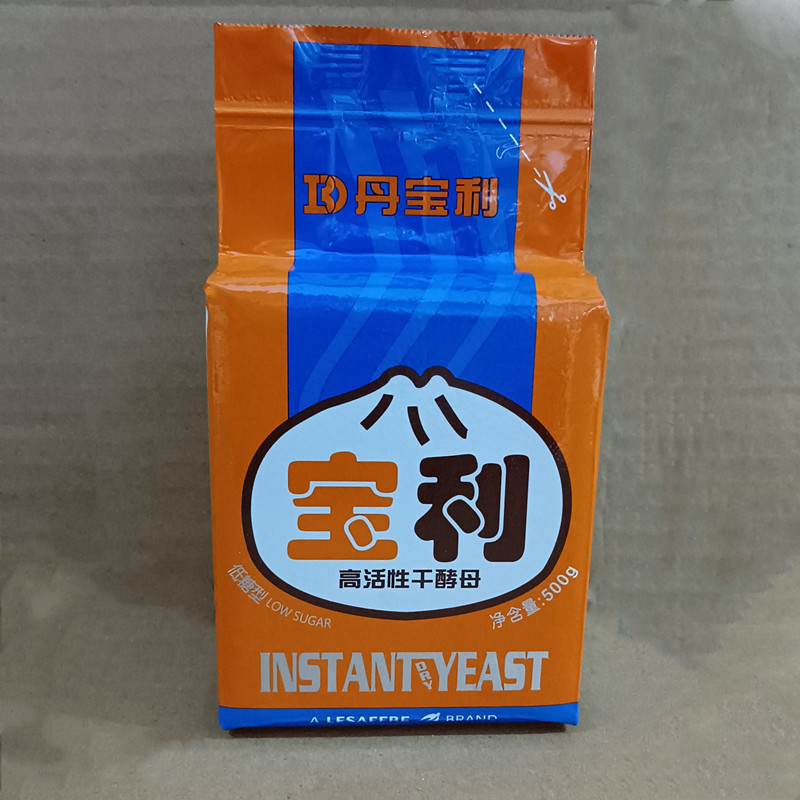 丹宝利
宝利
高活性干酵母
低糖型 LOW SUGAR
净含量:500g
INSTANT DRY YEAST
A LESAFFRE BRAND